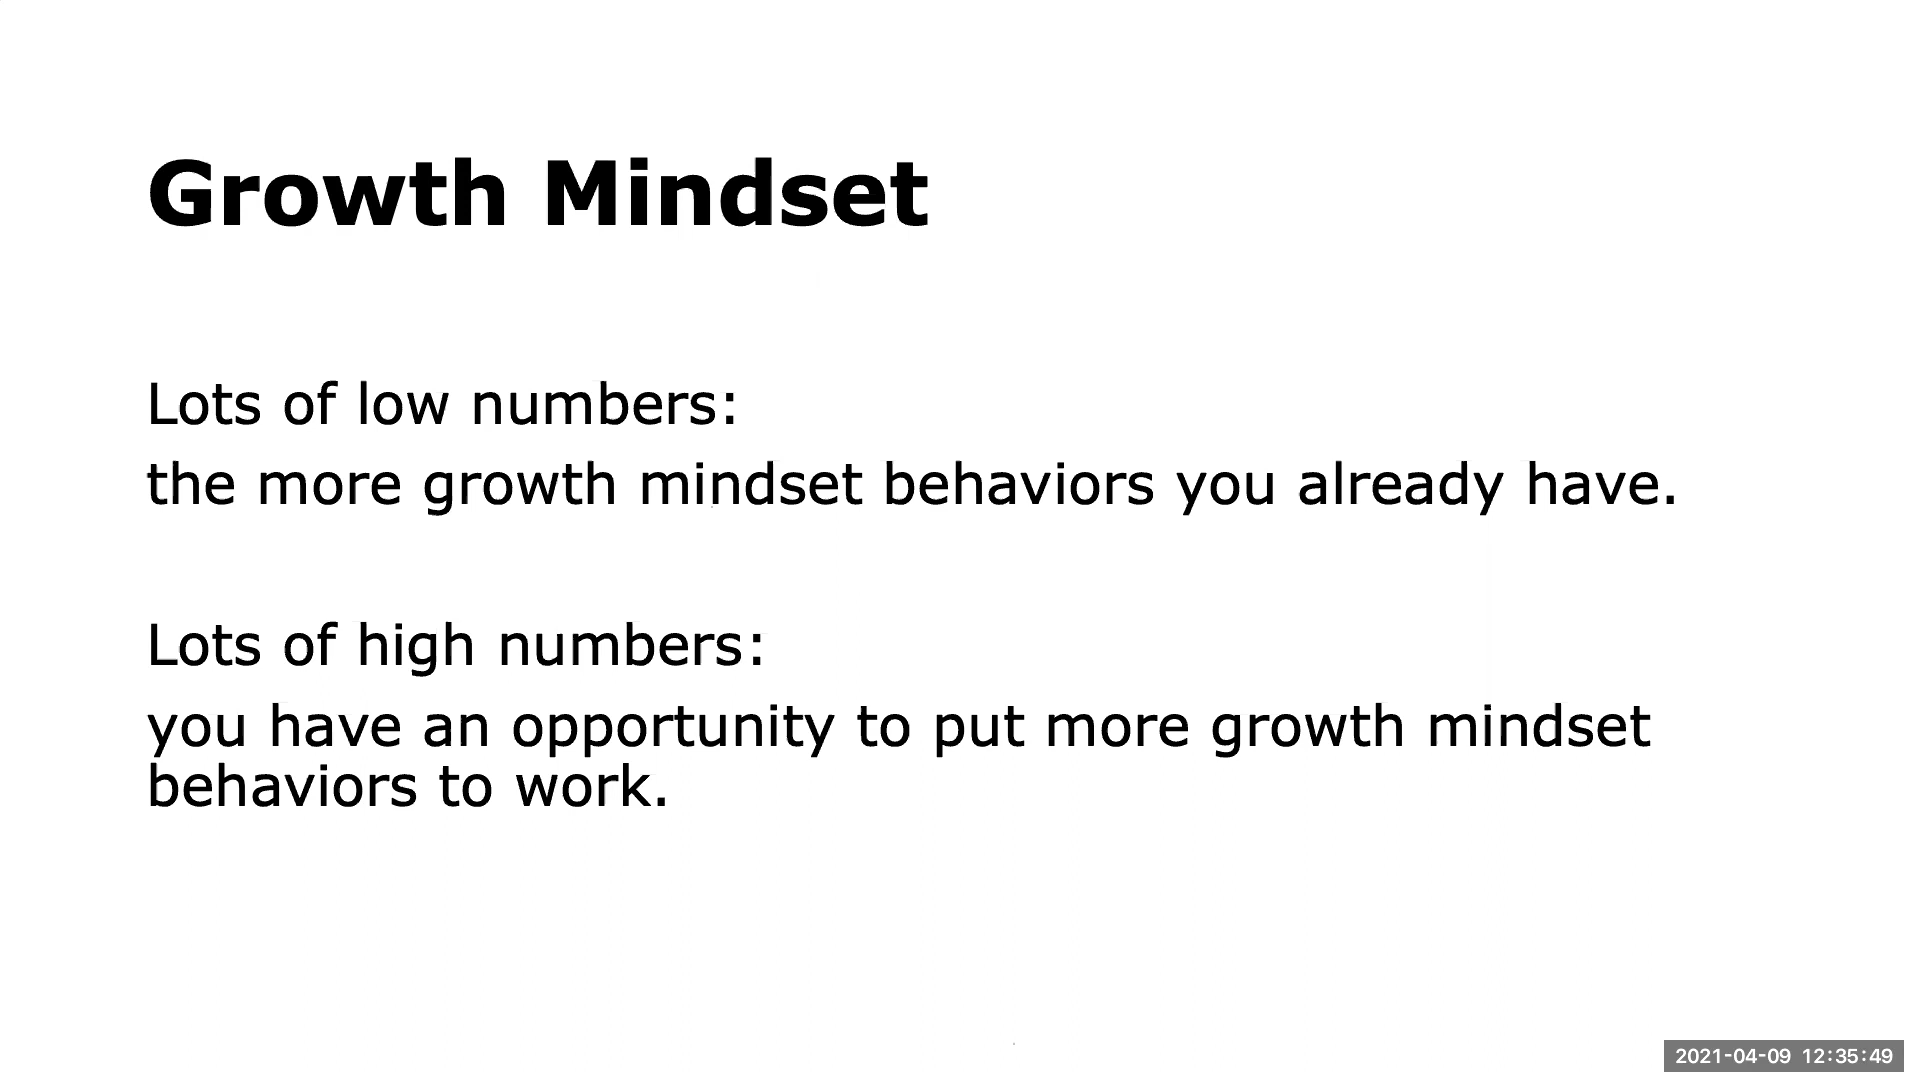 Growth Mindset
Lots of low numbers:
the more growth mindset behaviors you already have.
Lots of high numbers:
you have an opportunity to put more growth mindset
behaviors to work.
2021-04-09 12:35:49